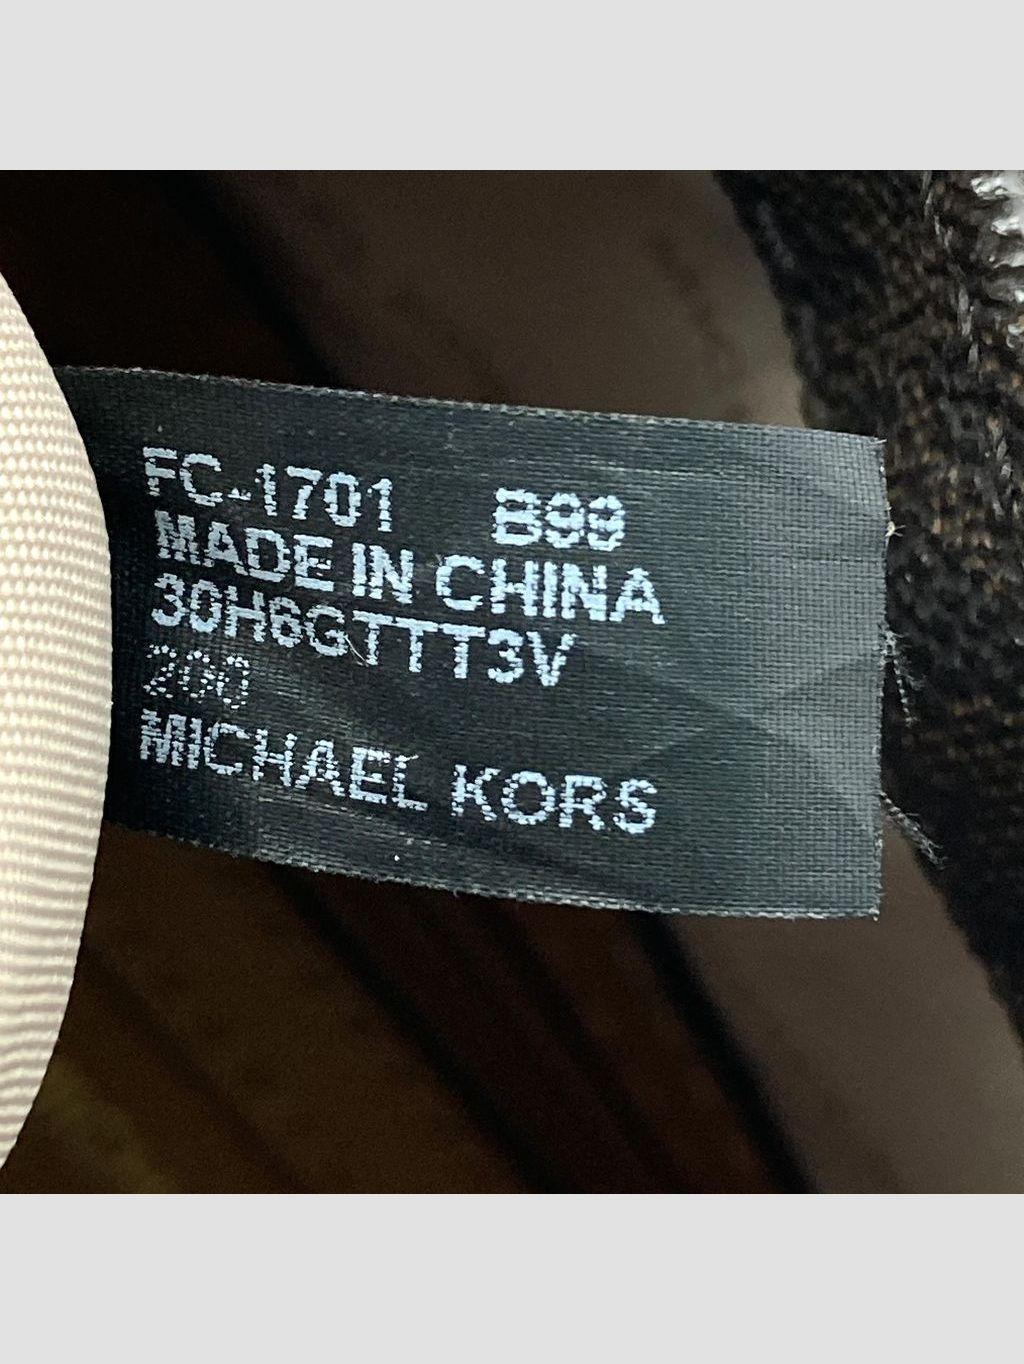 FC-1701 B99
MADE IN CHINA
30H6GTTT3V
200
MICHAEL KORS